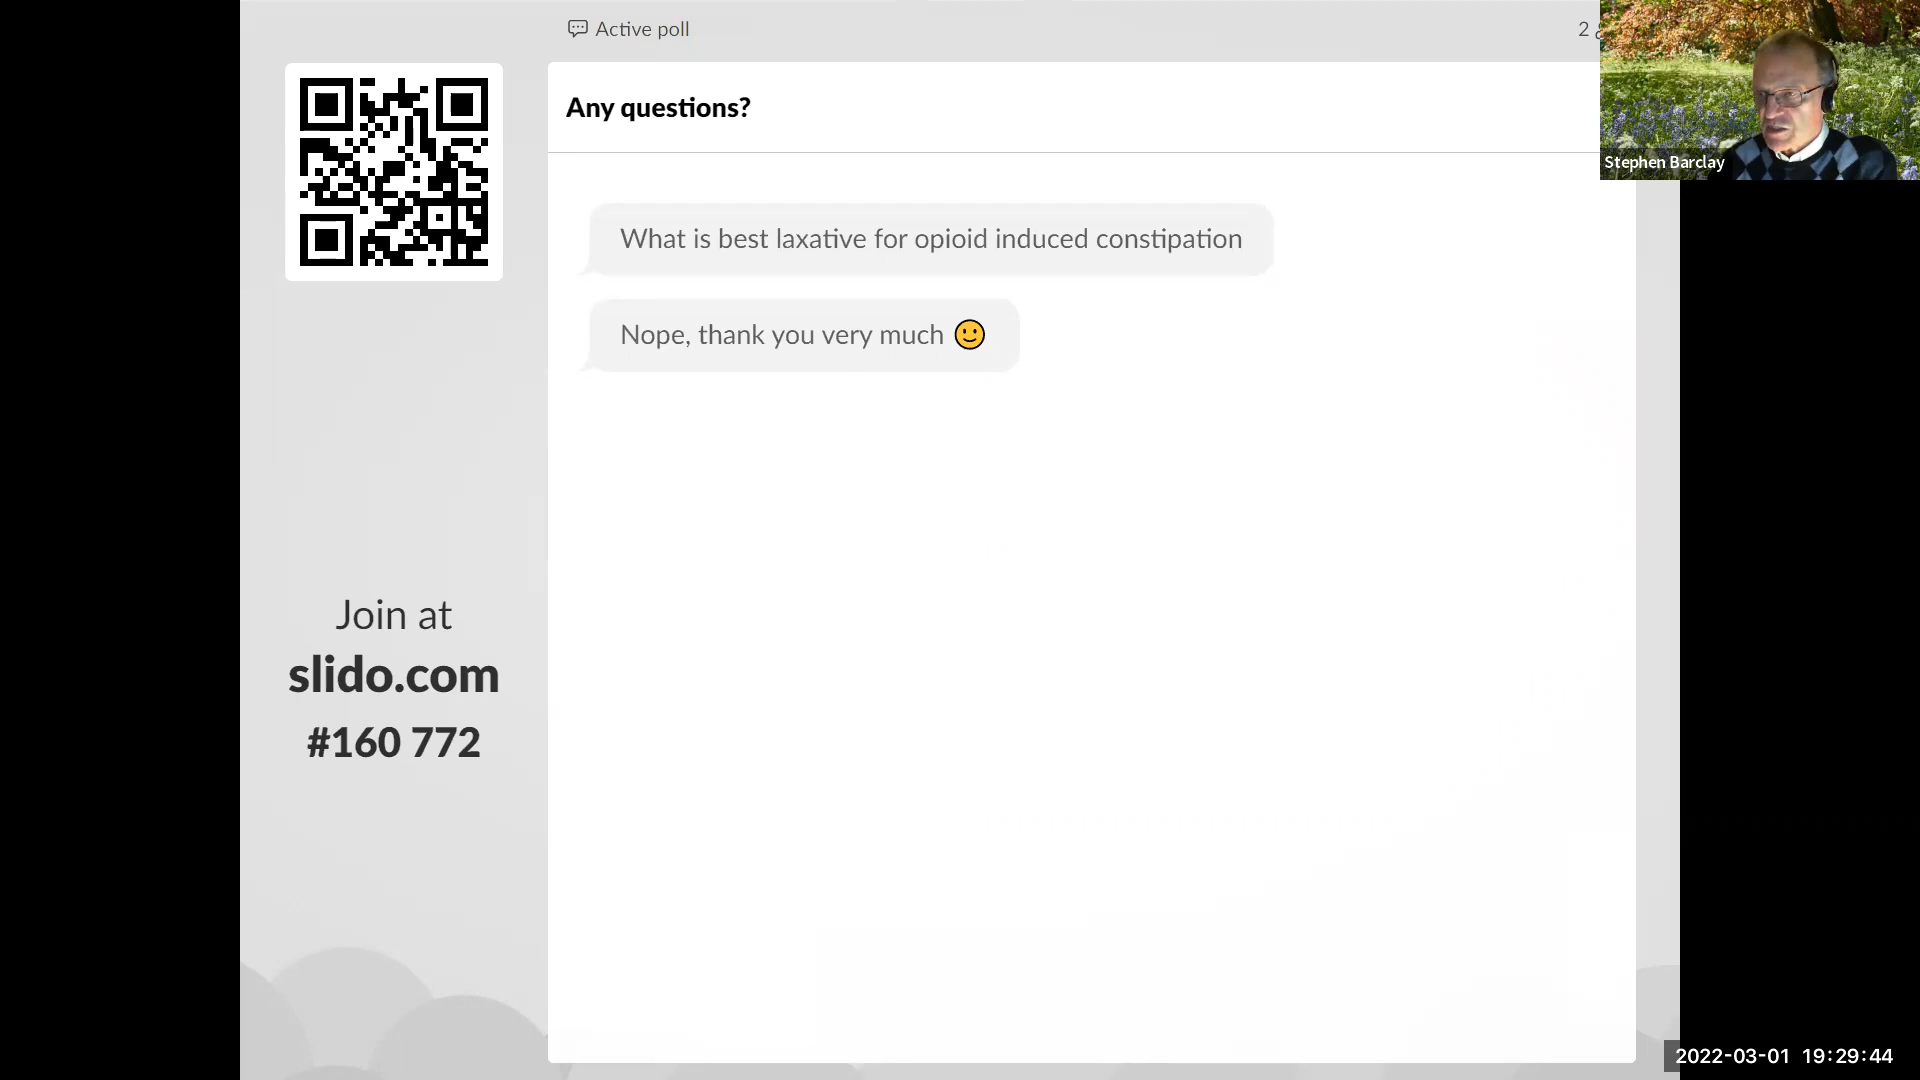 Active poll
2
Any questions?
Stephen Barclay
What is best laxative for opioid induced constipation
Nope, thank you very much 🙂
Join at
slido.com
#160 772
2022-03-01 19:29:44